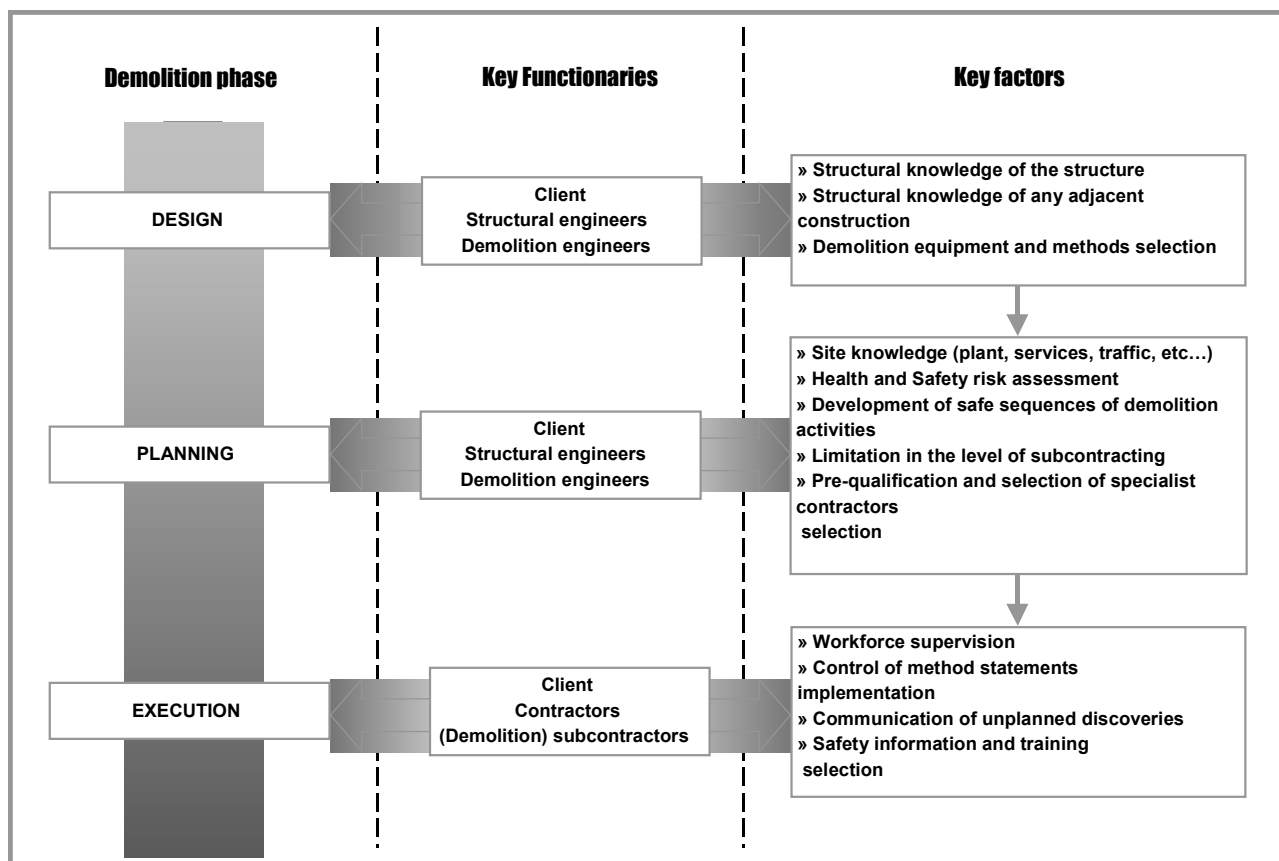 Demolition phase
Key Functionaries
Key factors
DESIGN
Client
Structural engineers
Demolition engineers
» Structural knowledge of the structure
» Structural knowledge of any adjacent
construction
» Demolition equipment and methods selection
PLANNING
Client
Structural engineers
Demolition engineers
» Site knowledge (plant, services, traffic, etc…)
» Health and Safety risk assessment
» Development of safe sequences of demolition
activities
» Limitation in the level of subcontracting
» Pre-qualification and selection of specialist
contractors
selection
EXECUTION
Client
Contractors
(Demolition) subcontractors
» Workforce supervision
» Control of method statements
implementation
» Communication of unplanned discoveries
» Safety information and training
selection